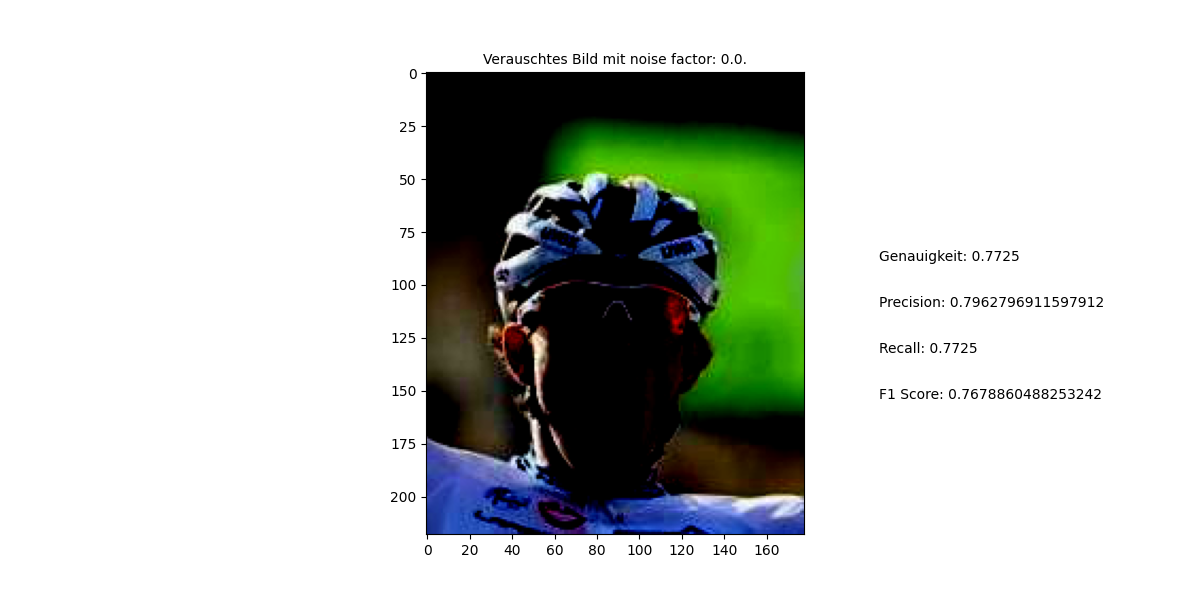 Verauschtes Bild mit noise factor: 0.0.
0
25
50
75
100
125
150
175
200
0 20 40 60 80 100 120 140 160
Genauigkeit: 0.7725
Precision: 0.7962796911597912
Recall: 0.7725
F1 Score: 0.7678860488253242